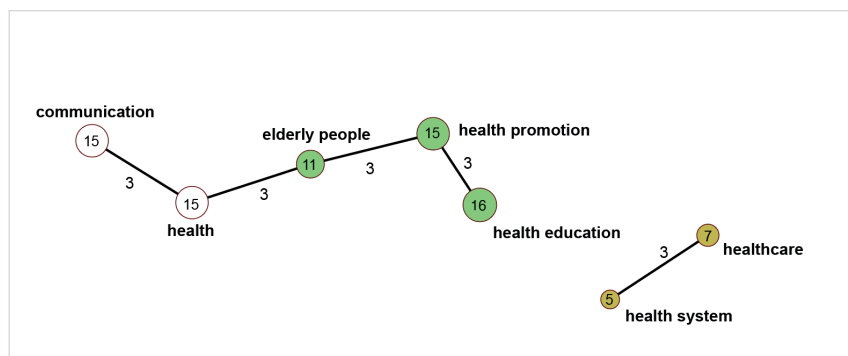 communication
15
3
15
health
3
elderly people
11
3
15
health promotion
3
16
health education
7
healthcare
3
5
health system